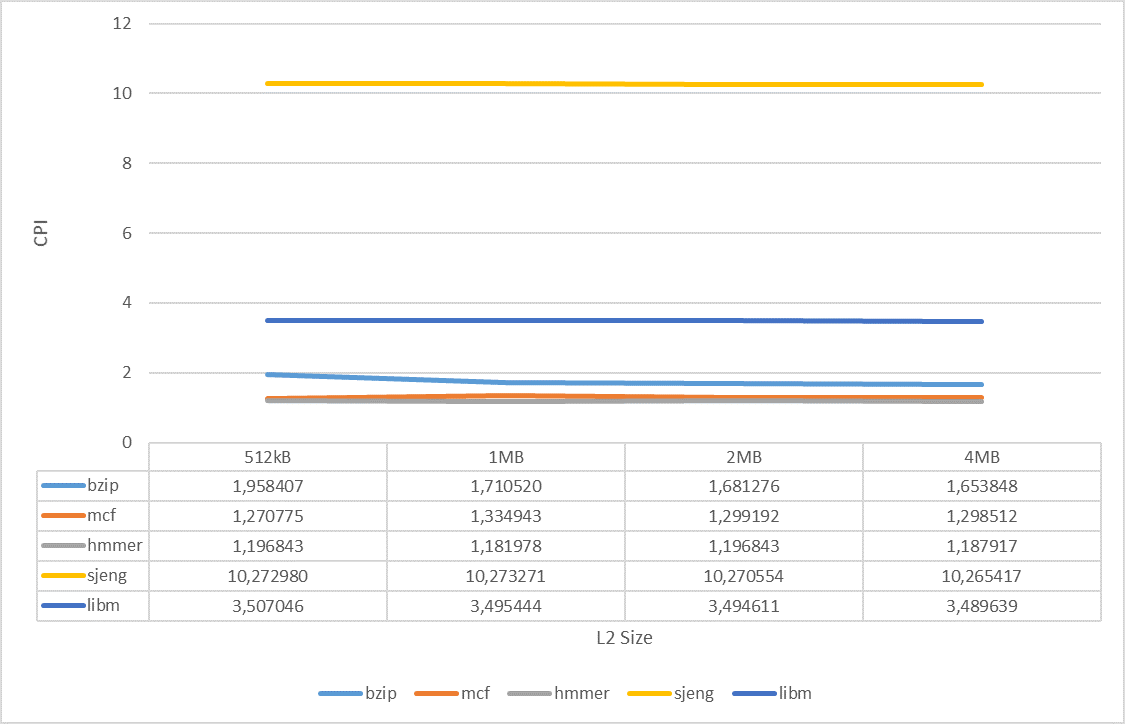 12
10
8
6
4
2
0
CPI
512kB 1MB 2MB 4MB
bzip 1,958407 1,710520 1,681276 1,653848
mcf 1,270775 1,334943 1,299192 1,298512
hmmer 1,196843 1,181978 1,196843 1,187917
sjeng 10,272980 10,273271 10,270554 10,265417
libm 3,507046 3,495444 3,494611 3,489639
L2 Size
bzip mcf hmmer sjeng libm